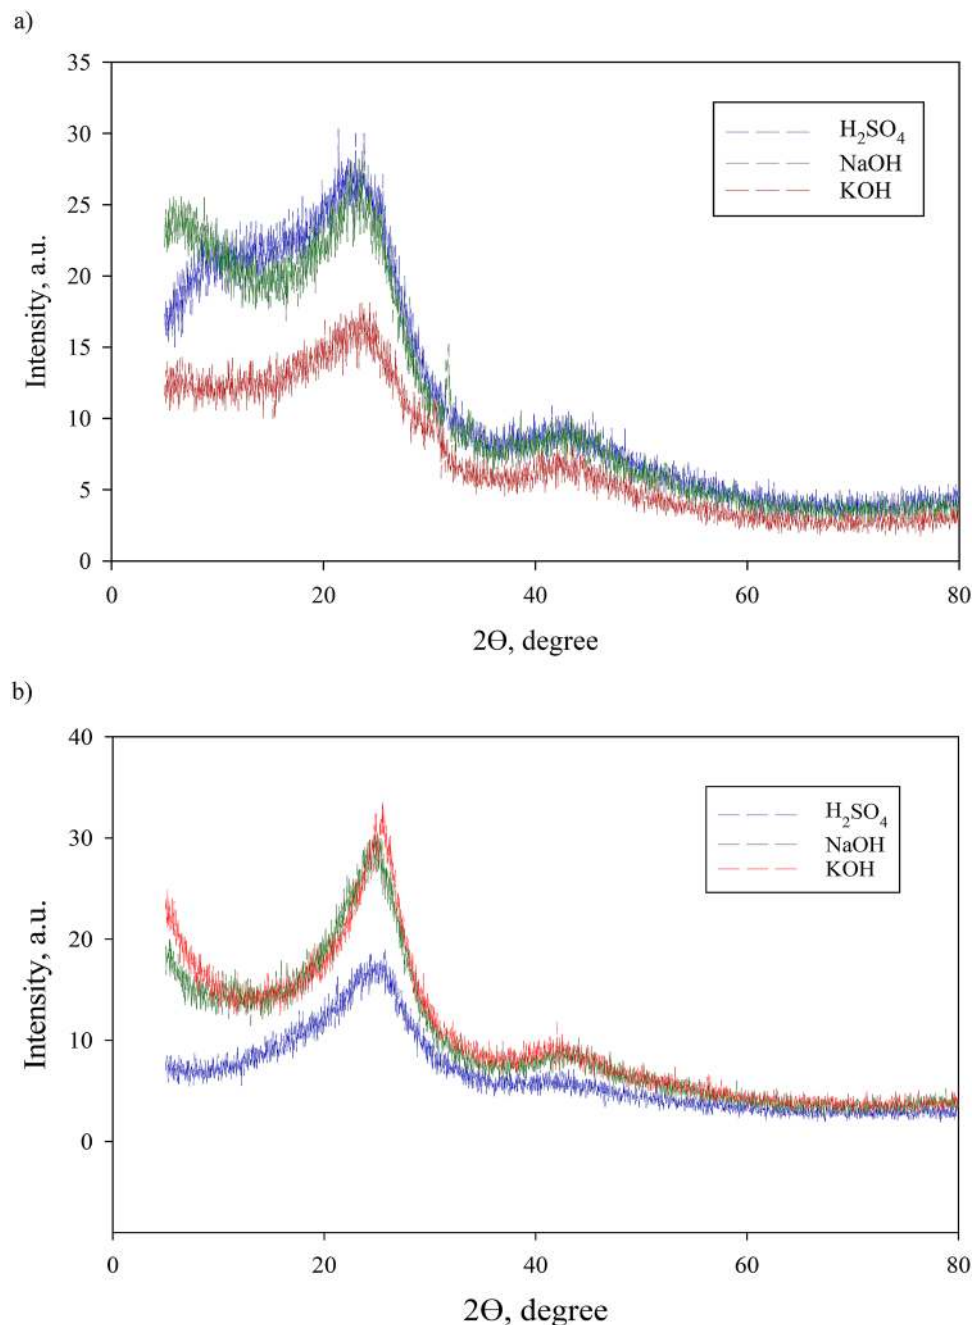 a)
35
30
25
20
15
10
5
0
Intensity, a.u.
H₂SO₄
NaOH
KOH
0 20 40 60 80
2Θ, degree
b)
40
30
20
10
0
Intensity, a.u.
H₂SO₄
NaOH
KOH
0 20 40 60 80
2Θ, degree